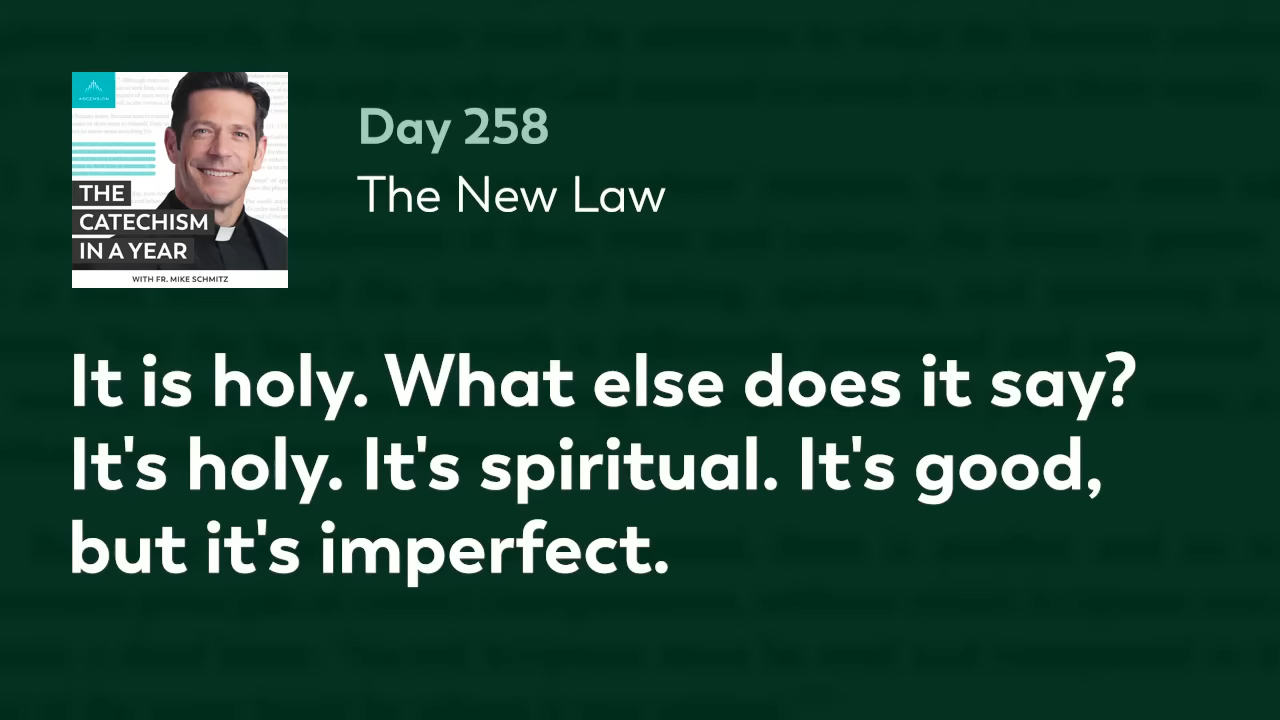 ASCENSION
THE
CATECHISM
IN A YEAR
WITH FR. MIKE SCHMITZ
Day 258
The New Law
It is holy. What else does it say?
It's holy. It's spiritual. It's good,
but it's imperfect.